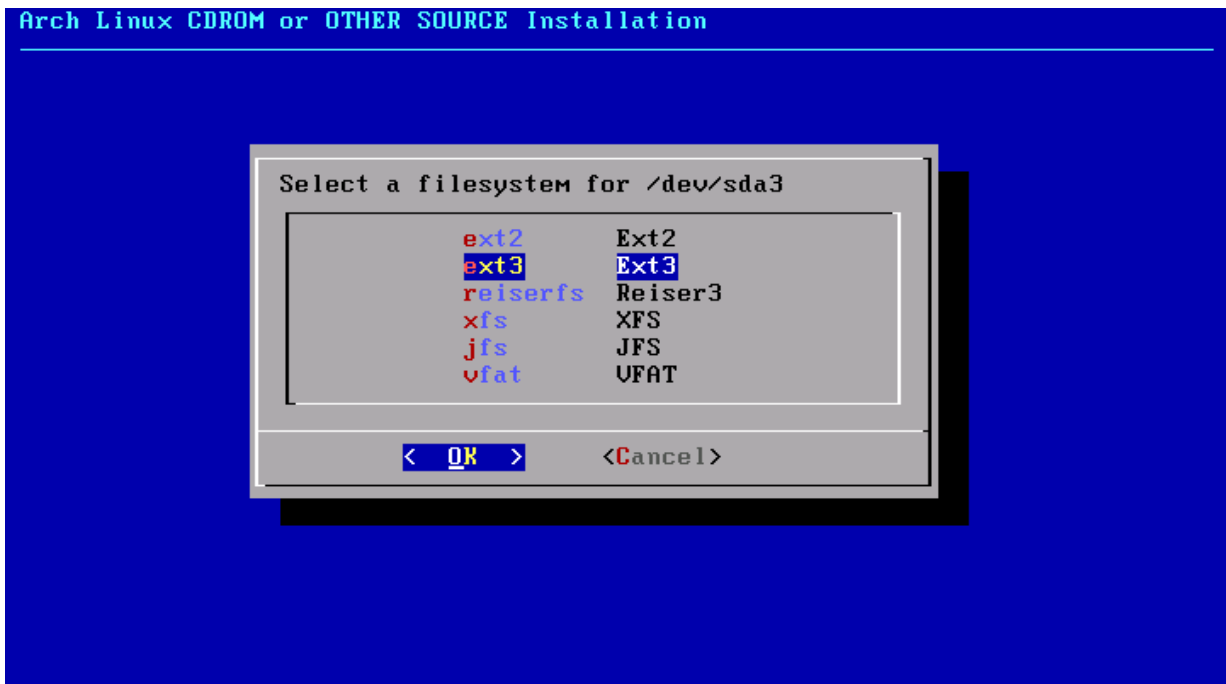 Arch Linux CDROM or OTHER SOURCE Installation
Select a filesystem for /dev/sda3
ext2 Ext2
ext3 Ext3
reiserfs Reiser3
xfs XFS
jfs JFS
vfat VFAT
< OK > <Cancel>